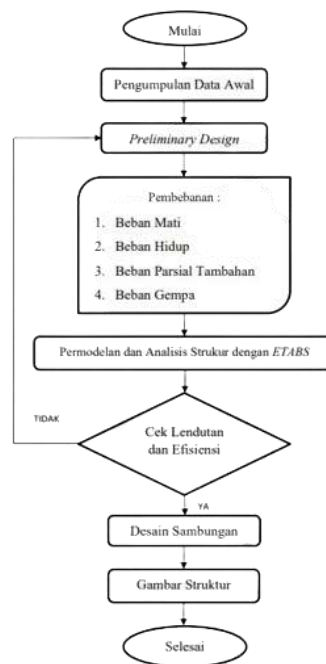 Mulai
Pengumpulan Data Awal
Preliminary Design
Pembebanan :
1. Beban Mati
2. Beban Hidup
3. Beban Parsial Tambahan
4. Beban Gempa
Permodelan dan Analisis Strukur dengan ETABS
TIDAK
Cek Lendutan
dan Efisiensi
YA
Desain Sambungan
Gambar Struktur
Selesai